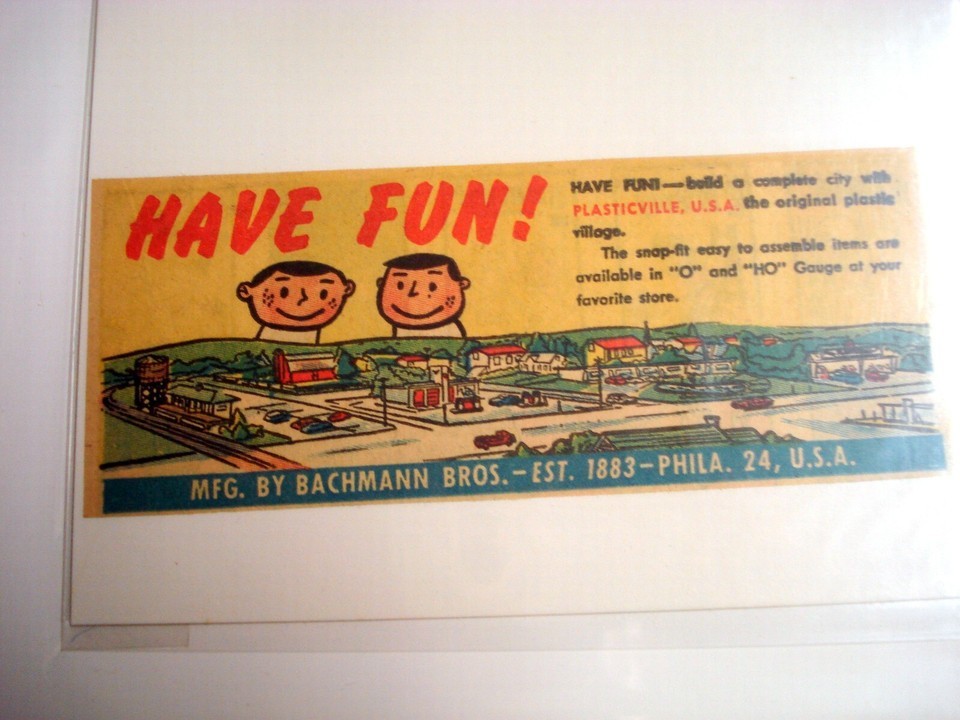 HAVE FUN!
HAVE FUN!—build a complete city with
PLASTICVILLE, U.S.A. the original plastic
village.
The snap-fit easy to assemble items are
available in "O" and "HO" Gauge at your
favorite store.
MFG. BY BACHMANN BROS.—EST. 1883—PHILA. 24, U.S.A.